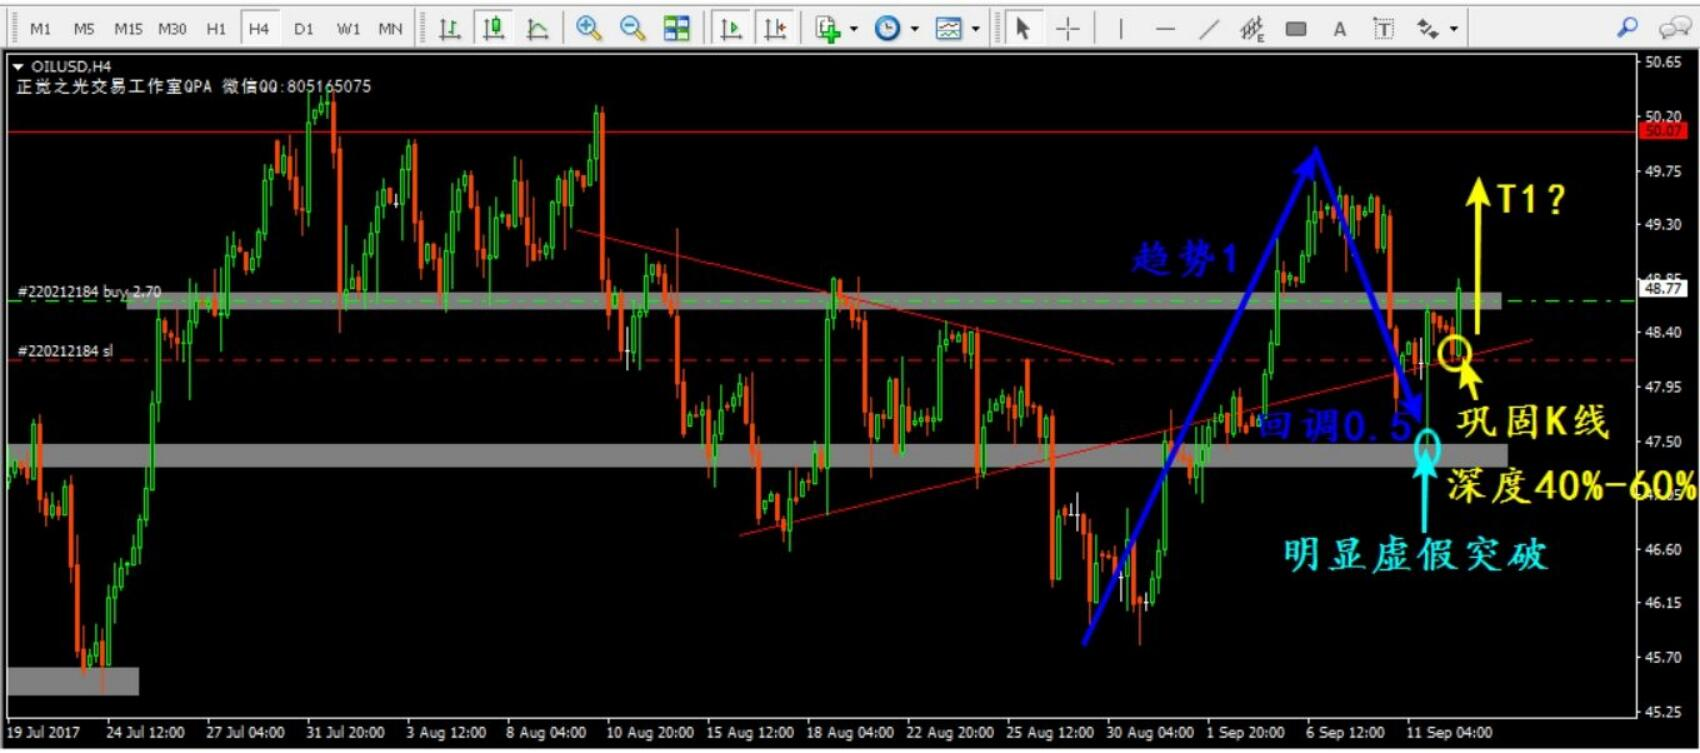 M1 M5 M15 M30 H1 H4 D1 W1 MN E A T
OILUSD,H4
正觉之光交易工作室QPA 微信QQ:805165075
50.65
50.20
50.07
49.75
T1?
49.30
趋势1
48.85
#220212184 buy 2.70
48.77
48.40
#220212184 sl
47.95
回调0.5
巩固K线
47.50
深度40%-60%
47.05
明显虚假突破
46.60
46.15
45.70
45.25
19 Jul 2017 24 Jul 12:00 27 Jul 04:00 31 Jul 20:00 3 Aug 12:00 8 Aug 04:00 10 Aug 20:00 15 Aug 12:00 18 Aug 04:00 22 Aug 20:00 25 Aug 12:00 30 Aug 04:00 1 Sep 20:00 6 Sep 12:00 11 Sep 04:00